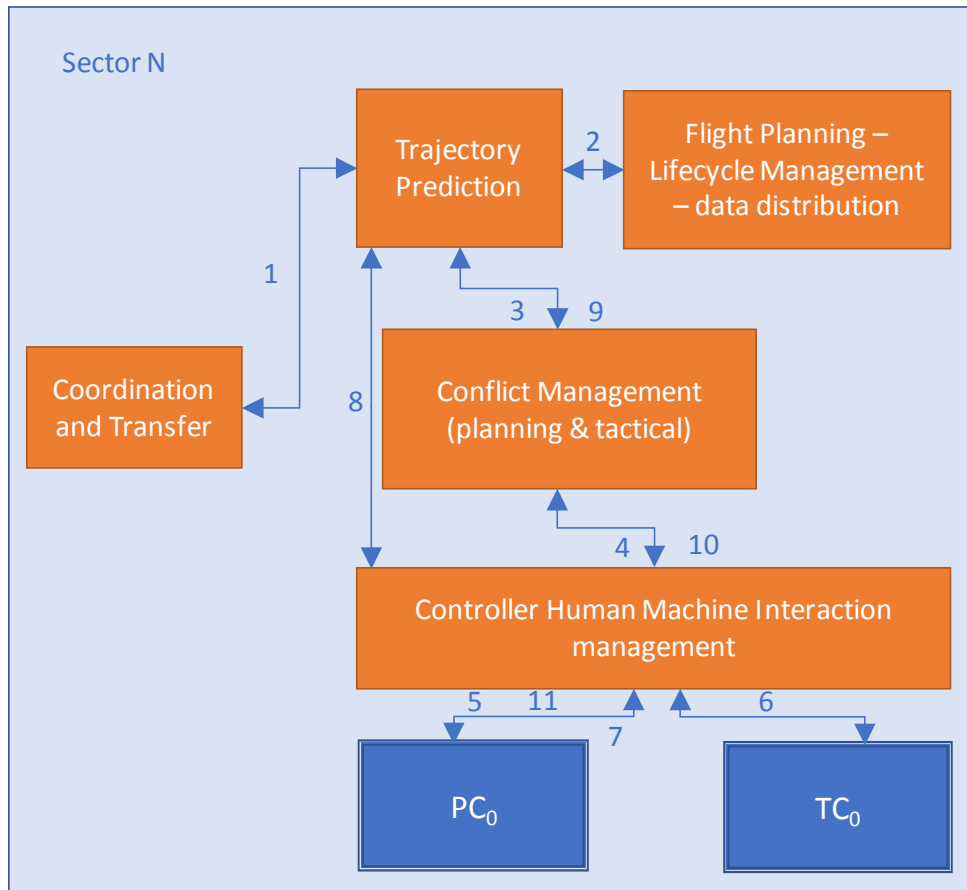 Sector N
Trajectory
Prediction
2
Flight Planning –
Lifecycle Management
– data distribution
1
3
9
Coordination
and Transfer
8
Conflict Management
(planning & tactical)
4
10
Controller Human Machine Interaction
management
5
11
6
7
PC₀
TC₀